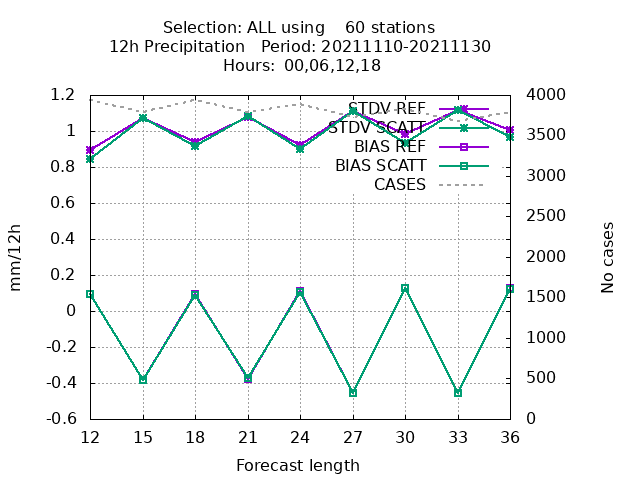 Selection: ALL using    60 stations
12h Precipitation   Period: 20211110-20211130
Hours: 00,06,12,18
1.2
1
0.8
0.6
0.4
0.2
0
-0.2
-0.4
-0.6
mm/12h
STDV REF
STDV SCATT
BIAS REF
BIAS SCATT
CASES
4000
3500
3000
2500
2000
1500
1000
500
0
No cases
12 15 18 21 24 27 30 33 36
Forecast length